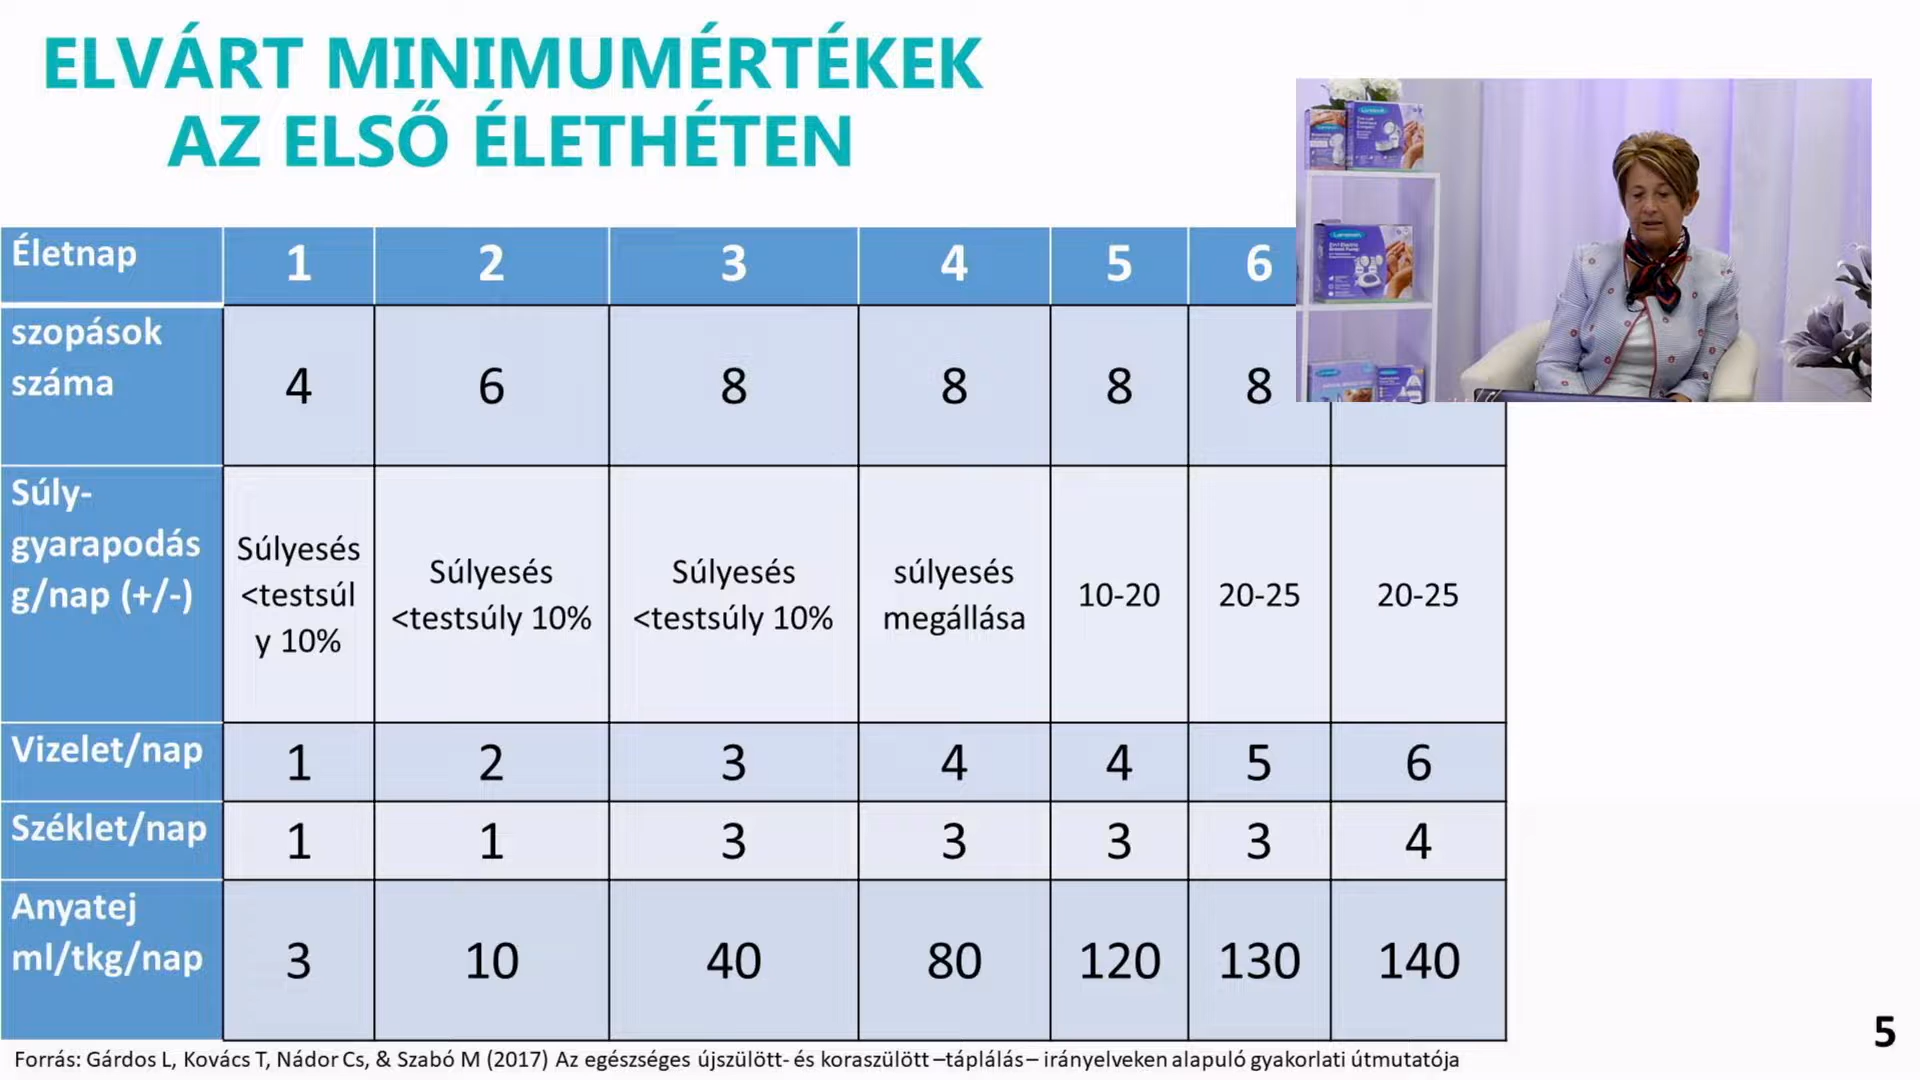 ELVÁRT MINIMUMÉRTÉKEK
AZ ELSŐ ÉLETHÉTEN
Életnap 1 2 3 4 5 6
szopások
száma
4 6 8 8 8 8
Súly-
gyarapodás
g/nap (+/-)
Súlyesés
<testsúl
y 10%
Súlyesés
<testsúly 10%
Súlyesés
<testsúly 10%
súlyesés
megállása
10-20 20-25 20-25
Vizelet/nap 1 2 3 4 4 5 6
Széklet/nap 1 1 3 3 3 3 4
Anyatej
ml/tkg/nap
3 10 40 80 120 130 140
5
Forrás: Gárdos L, Kovács T, Nádor Cs, & Szabó M (2017) Az egészséges újszülött- és koraszülött –táplálás– irányelveken alapuló gyakorlati útmutatója